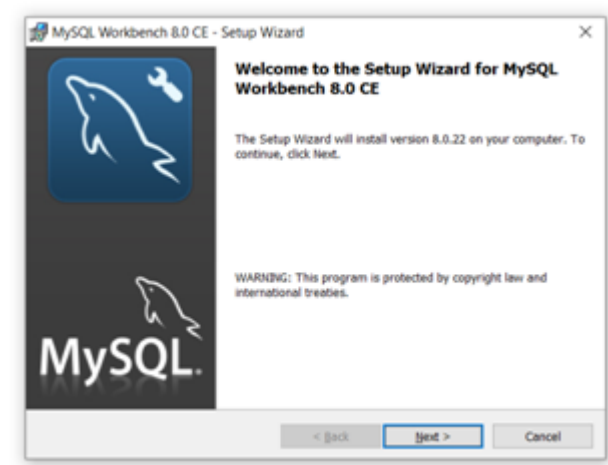 MySQL Workbench 8.0 CE - Setup Wizard
Welcome to the Setup Wizard for MySQL
Workbench 8.0 CE
The Setup Wizard will install version 8.0.22 on your computer. To
continue, click Next.
WARNING: This program is protected by copyright law and
international treaties.
MySQL.
< Back
Next >
Cancel